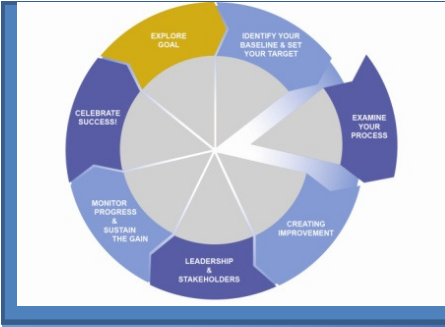 EXPLORE
GOAL
IDENTIFY YOUR
BASELINE & SET
YOUR TARGET
EXAMINE
YOUR
PROCESS
CREATING
IMPROVEMENT
LEADERSHIP
&
STAKEHOLDERS
MONITOR
PROGRESS
&
SUSTAIN
THE GAIN
CELEBRATE
SUCCESS!